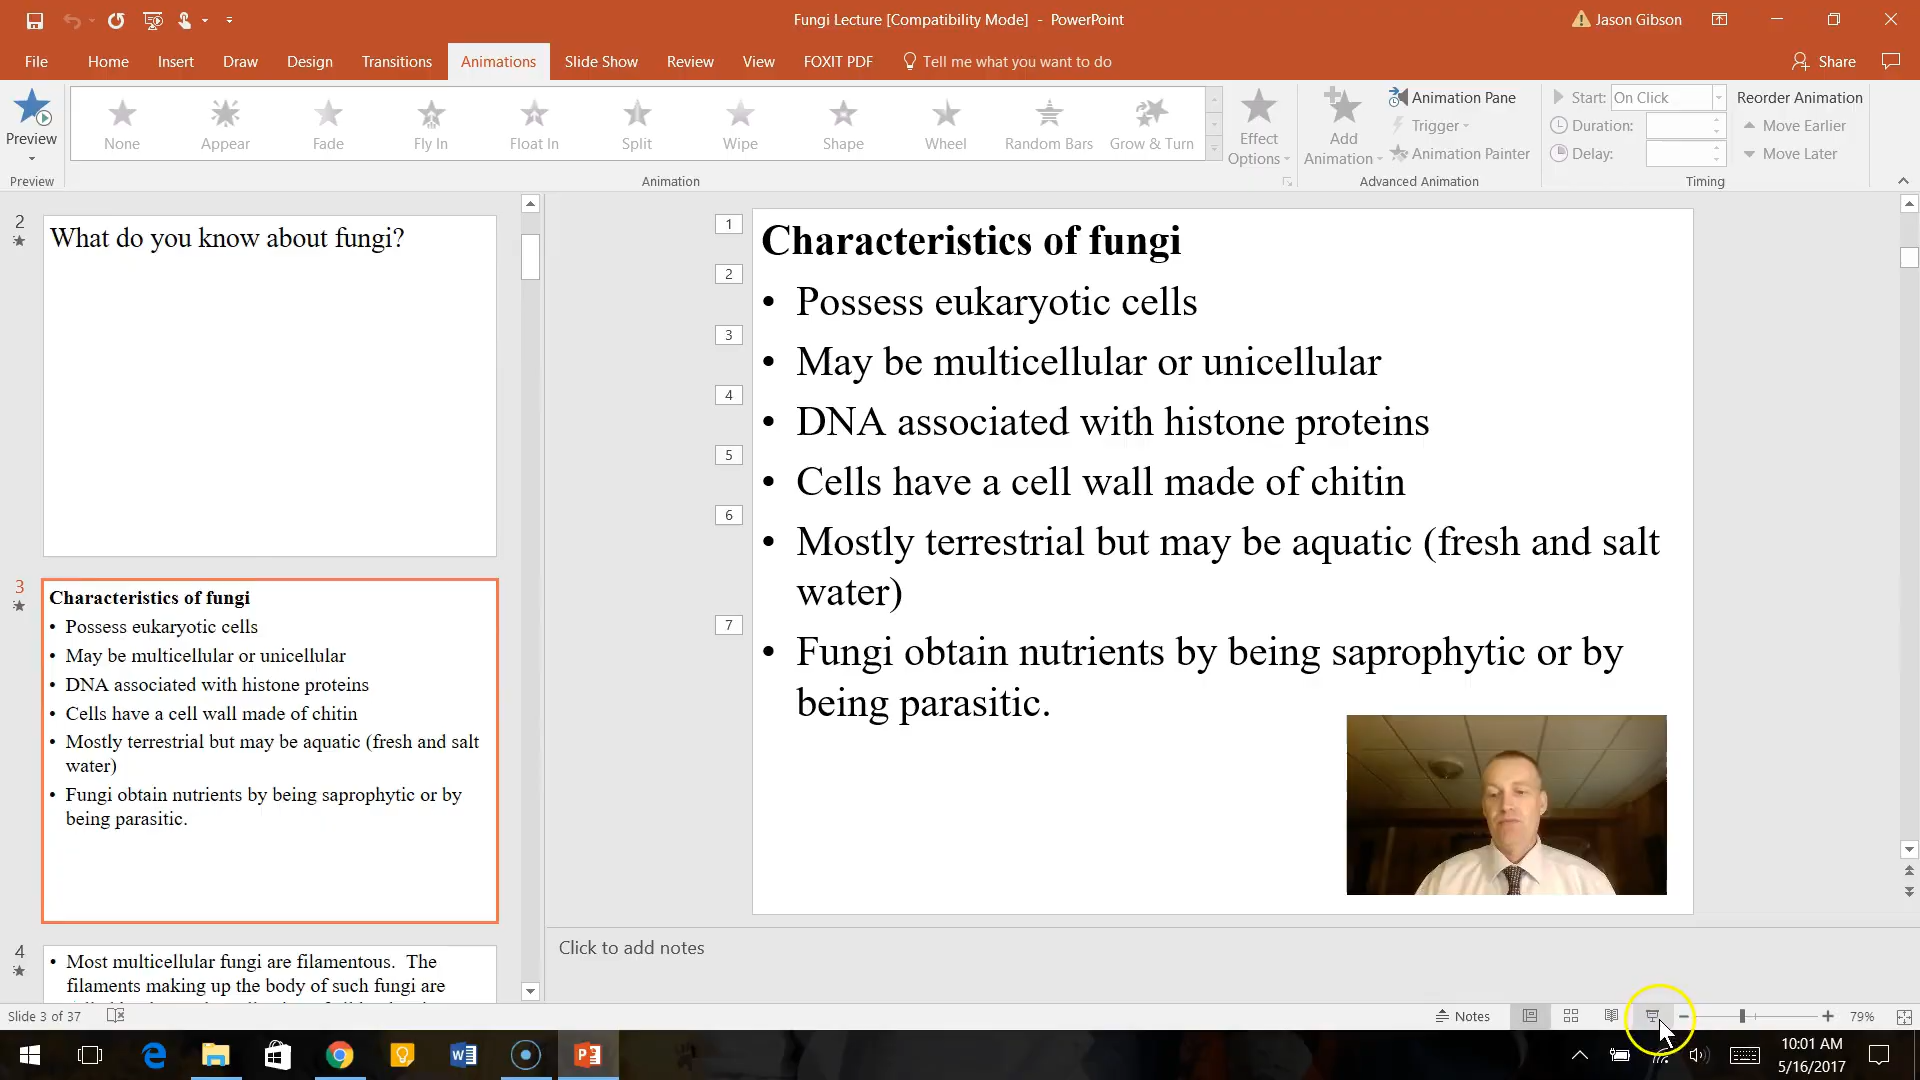 Fungi Lecture [Compatibility Mode] - PowerPoint
Jason Gibson
File Home Insert Draw Design Transitions Animations Slide Show Review View FOXIT PDF Tell me what you want to do
Share
Preview
Preview
None Appear Fade Fly In Float In Split Wipe Shape Wheel Random Bars Grow & Turn
Animation
Effect
Options
Add
Animation
Animation Pane
Trigger
Animation Painter
Advanced Animation
Start: On Click
Duration:
Delay:
Timing
Reorder Animation
Move Earlier
Move Later
2
What do you know about fungi?
3
Characteristics of fungi
• Possess eukaryotic cells
• May be multicellular or unicellular
• DNA associated with histone proteins
• Cells have a cell wall made of chitin
• Mostly terrestrial but may be aquatic (fresh and salt
water)
• Fungi obtain nutrients by being saprophytic or by
being parasitic.
4
• Most multicellular fungi are filamentous. The
filaments making up the body of such fungi are
1
Characteristics of fungi
2
• Possess eukaryotic cells
3
• May be multicellular or unicellular
4
• DNA associated with histone proteins
5
• Cells have a cell wall made of chitin
6
• Mostly terrestrial but may be aquatic (fresh and salt
water)
7
• Fungi obtain nutrients by being saprophytic or by
being parasitic.
Click to add notes
Slide 3 of 37
Notes
79%
10:01 AM
5/16/2017